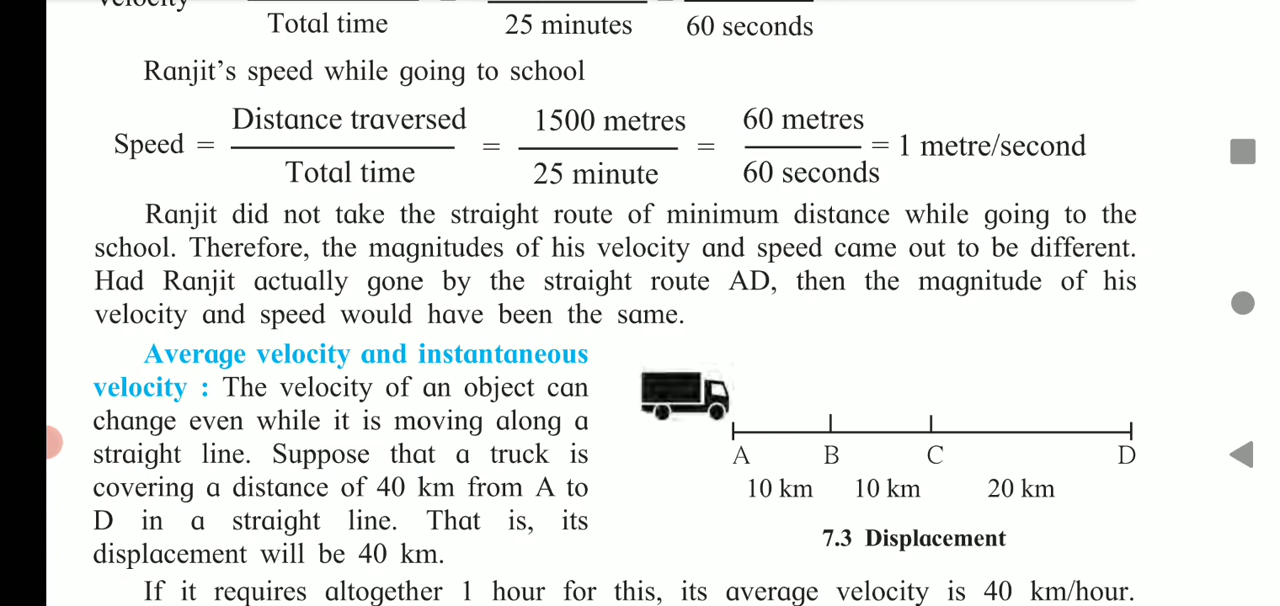 velocity
Total time = 25 minutes = 60 seconds
Ranjit's speed while going to school
Speed = Distance traversed / Total time = 1500 metres / 25 minute = 60 metres / 60 seconds = 1 metre/second
Ranjit did not take the straight route of minimum distance while going to the
school. Therefore, the magnitudes of his velocity and speed came out to be different.
Had Ranjit actually gone by the straight route AD, then the magnitude of his
velocity and speed would have been the same.
Average velocity and instantaneous
velocity : The velocity of an object can
change even while it is moving along a
straight line. Suppose that a truck is
covering a distance of 40 km from A to
D in a straight line. That is, its
displacement will be 40 km.
A B C D
10 km 10 km 20 km
7.3 Displacement
If it requires altogether 1 hour for this, its average velocity is 40 km/hour.